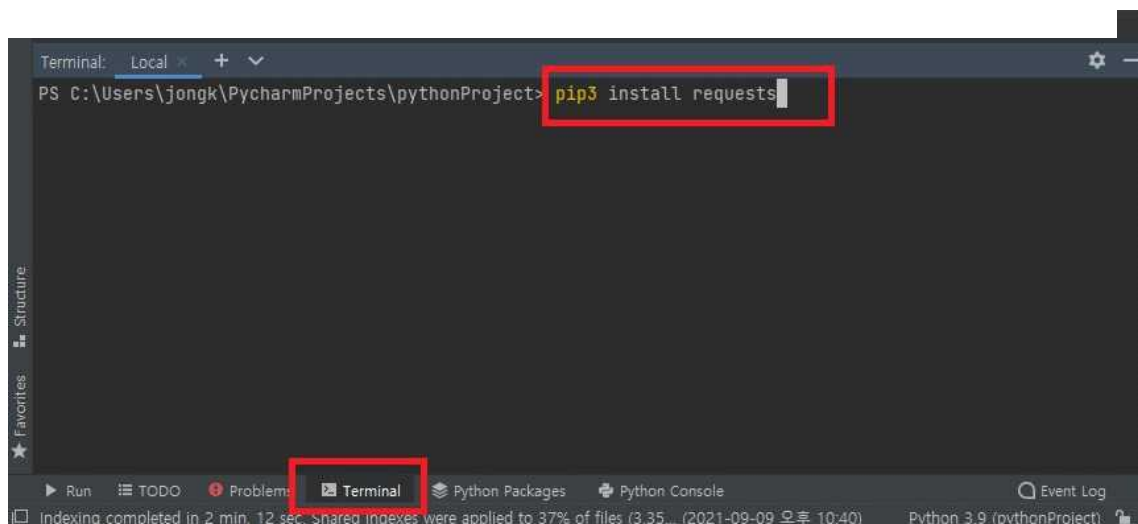 Terminal: Local × + ∨
PS C:\Users\jongk\PycharmProjects\pythonProject> pip3 install requests
Structure
Favorites
Run TODO Problems Terminal Python Packages Python Console Event Log
Indexing completed in 2 min, 12 sec. Shared indexes were applied to 37% of files (3.35... (2021-09-09 오후 10:40) Python 3.9 (pythonProject)